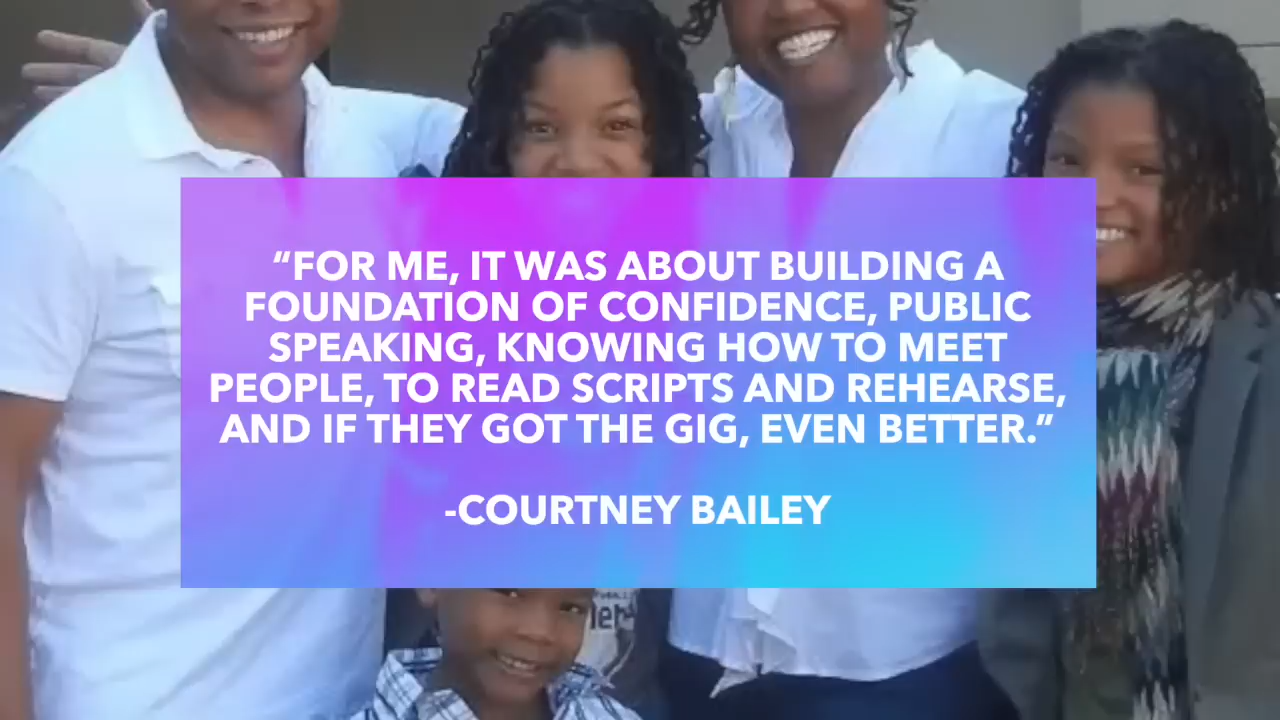 “FOR ME, IT WAS ABOUT BUILDING A
FOUNDATION OF CONFIDENCE, PUBLIC
SPEAKING, KNOWING HOW TO MEET
PEOPLE, TO READ SCRIPTS AND REHEARSE,
AND IF THEY GOT THE GIG, EVEN BETTER.”
-COURTNEY BAILEY